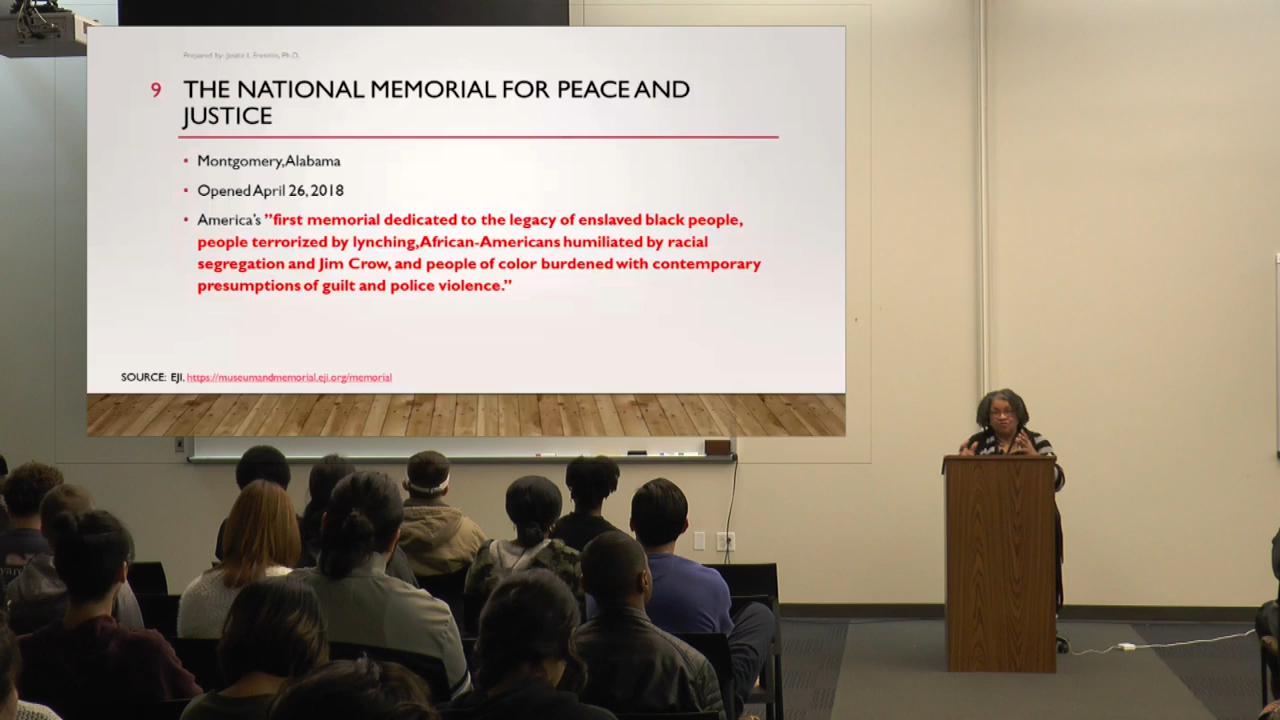 Prepared by:
9
THE NATIONAL MEMORIAL FOR PEACE AND
JUSTICE
• Montgomery, Alabama
• Opened April 26, 2018
• America's "first memorial dedicated to the legacy of enslaved black people,
people terrorized by lynching, African-Americans humiliated by racial
segregation and Jim Crow, and people of color burdened with contemporary
presumptions of guilt and police violence."
SOURCE: EJI, https://museumandmemorial.eji.org/memorial